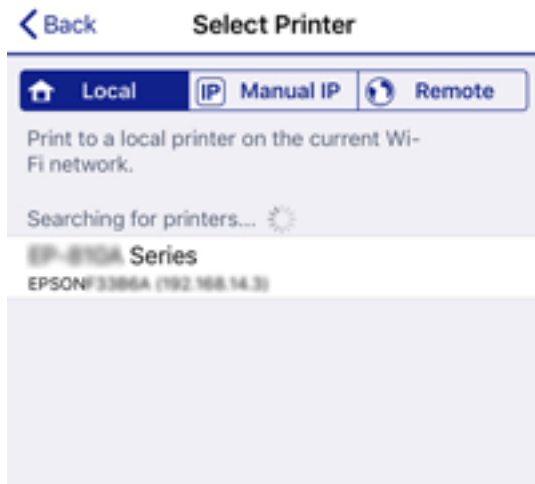 Back
Select Printer
Local
IP Manual IP
Remote
Print to a local printer on the current Wi-
Fi network.
Searching for printers...
Series
EPSON